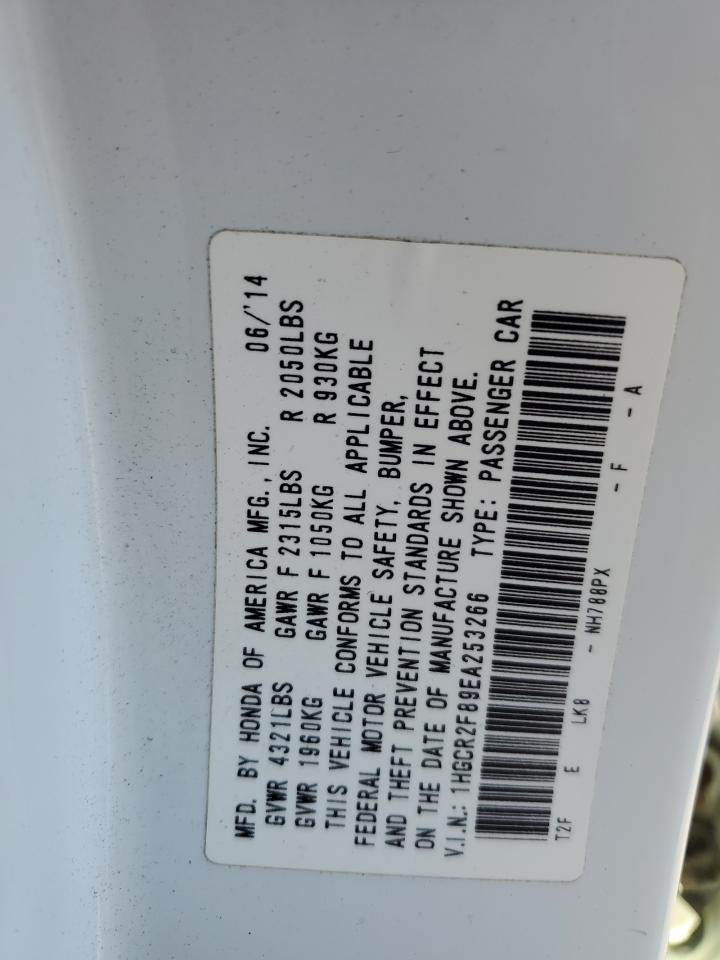 MFD. BY HONDA OF AMERICA MFG., INC. 06/'14
GVWR 4321LBS GAWR F 2315LBS R 2050LBS
GVWR 1960KG GAWR F 1050KG R 930KG
THIS VEHICLE CONFORMS TO ALL APPLICABLE
FEDERAL MOTOR VEHICLE SAFETY, BUMPER,
AND THEFT PREVENTION STANDARDS IN EFFECT
ON THE DATE OF MANUFACTURE SHOWN ABOVE.
V.I.N.: 1HGCR2F89EA253266 TYPE: PASSENGER CAR
T2F E LK8 - NH788PX - F - A